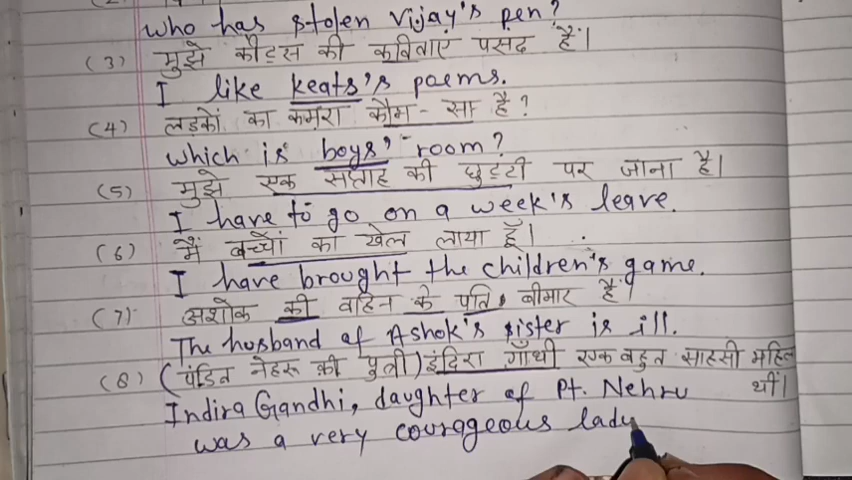 who has stolen vijay's pen?
(3) मुझे कीट्स की कविताएं पसंद हैं।
I like keats's poems.
(4) लड़कों का कमरा कौन - सा है?
which is boys' room?
(5) मुझे एक सप्ताह की छुट्टी पर जाना है।
I have to go on a week's leave.
(6) मैं बच्चों का खेल लाया हूँ।
I have brought the children's game.
(7) अशोक की बहिन के पति बीमार हैं।
The husband of Ashok's sister is ill.
(8) (पंडित नेहरू की पुत्री) इंदिरा गाँधी एक बहुत साहसी महिला थीं।
Indira Gandhi, daughter of Pt. Nehru
was a very courageous lady